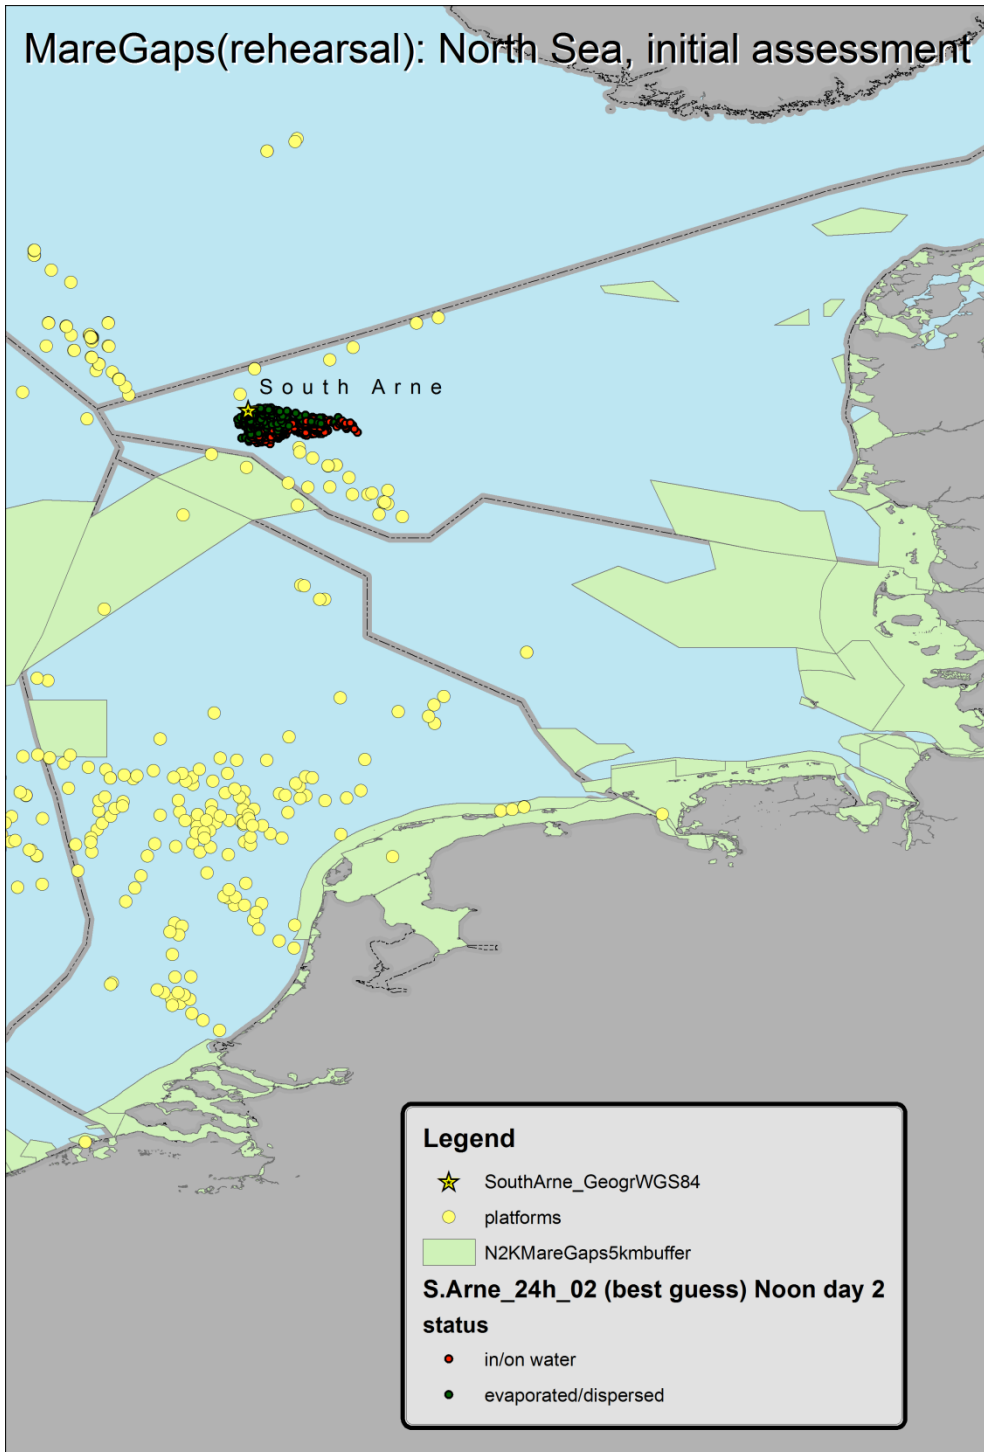 MareGaps(rehearsal): North Sea, initial assessment
South Arne
Legend
SouthArne_GeogrWGS84
platforms
N2KMareGaps5kmbuffer
S.Arne_24h_02 (best guess) Noon day 2
status
in/on water
evaporated/dispersed